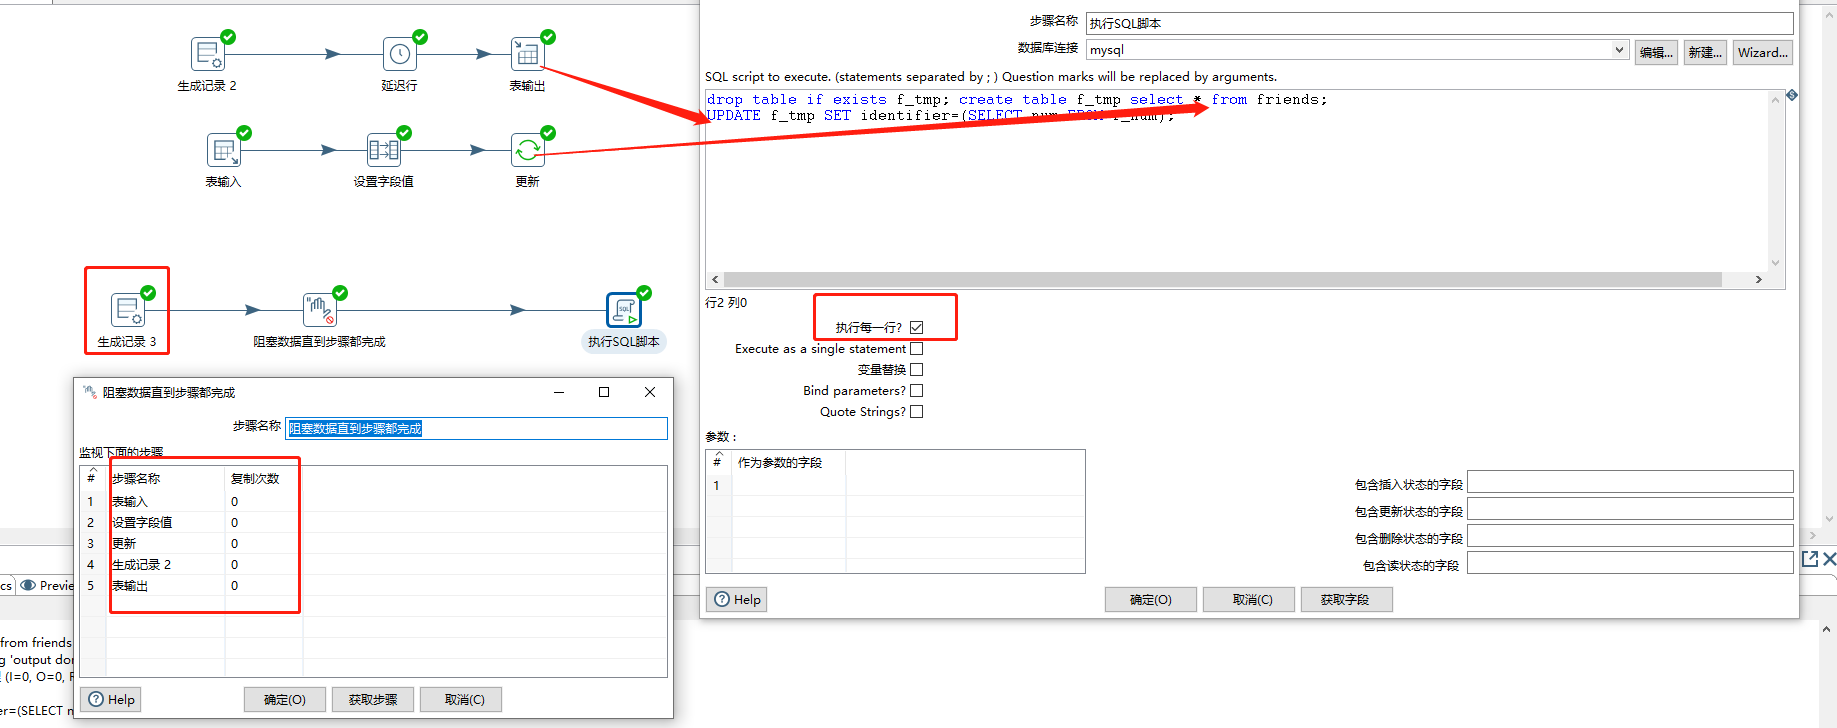 生成记录 2
延迟行
表输出
表输入
设置字段值
更新
生成记录 3
阻塞数据直到步骤都完成
执行SQL脚本
步骤名称
执行SQL脚本
数据库连接
mysql
编辑...
新建...
Wizard...
SQL script to execute. (statements separated by ; ) Question marks will be replaced by arguments.
drop table if exists f_tmp; create table f_tmp select * from friends;
UPDATE f_tmp SET identifier=(SELECT num FROM f_num);
行2 列0
执行每一行?
Execute as a single statement
变量替换
Bind parameters?
Quote Strings?
参数 :
#
作为参数的字段
1
包含插入状态的字段
包含更新状态的字段
包含删除状态的字段
包含读状态的字段
Help
确定(O)
取消(C)
获取字段
阻塞数据直到步骤都完成
步骤名称
阻塞数据直到步骤都完成
监视下面的步骤
#
步骤名称
复制次数
1
表输入
0
2
设置字段值
0
3
更新
0
4
生成记录 2
0
5
表输出
0
Help
确定(O)
获取步骤
取消(C)
cs
Previe
from friends
g 'output don
(I=0, O=0, R
er=(SELECT n